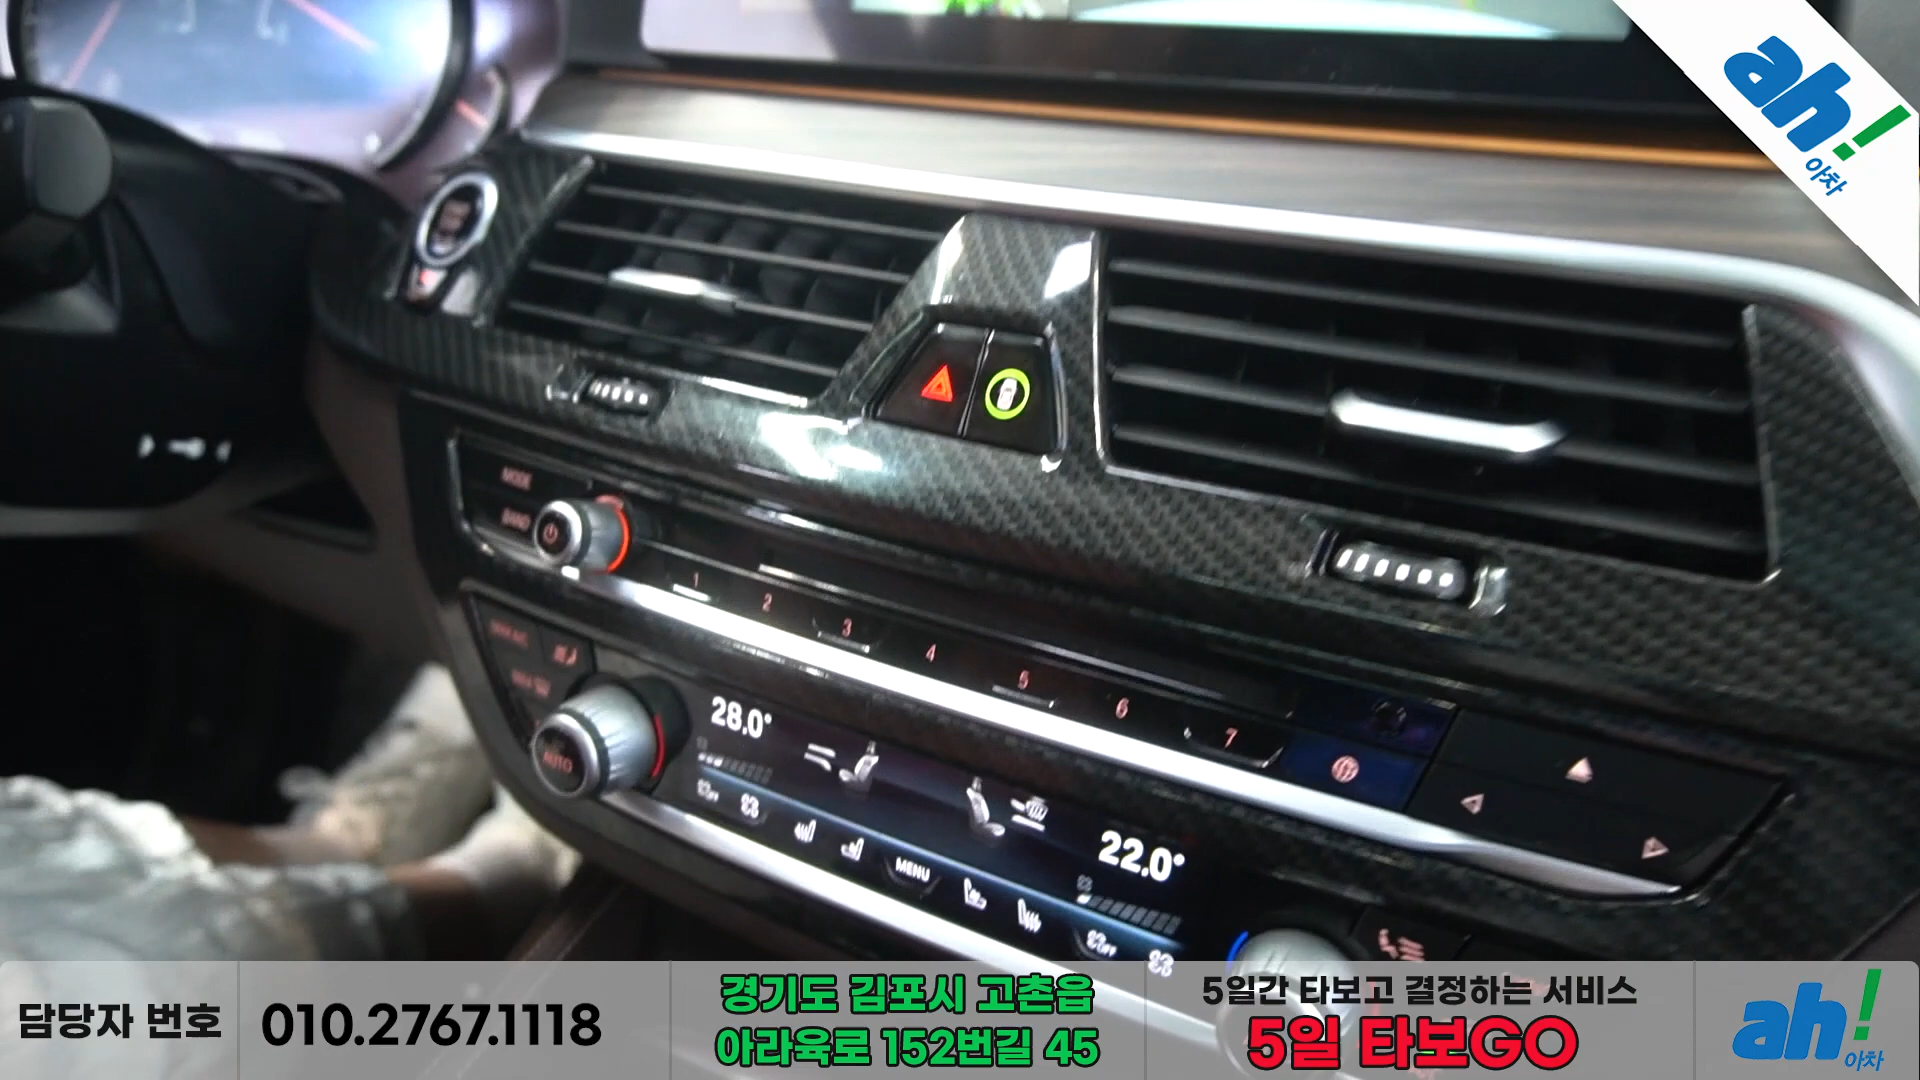 ah!
아차
MODE
BAND
1
2
3
4
5
6
7
28.0°
AUTO
OFF
MENU
22.0°
OFF
담당자 번호
010.2767.1118
경기도 김포시 고촌읍
아라육로 152번길 45
5일간 타보고 결정하는 서비스
5일 타보GO
ah!
아차